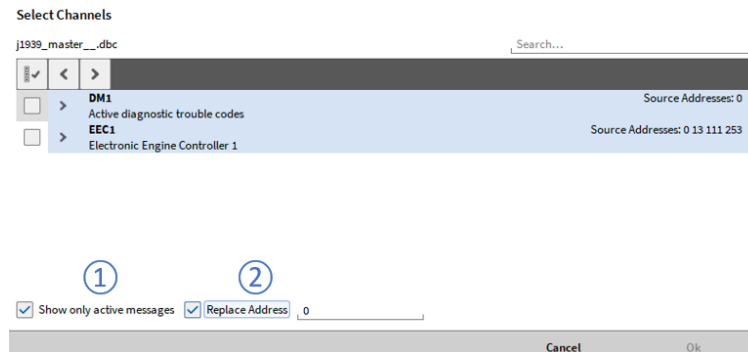 Select Channels
j1939_master__.dbc
Search...
DM1
Source Addresses: 0
Active diagnostic trouble codes
EEC1
Source Addresses: 0 13 111 253
Electronic Engine Controller 1
1 2
Show only active messages Replace Address 0
Cancel Ok